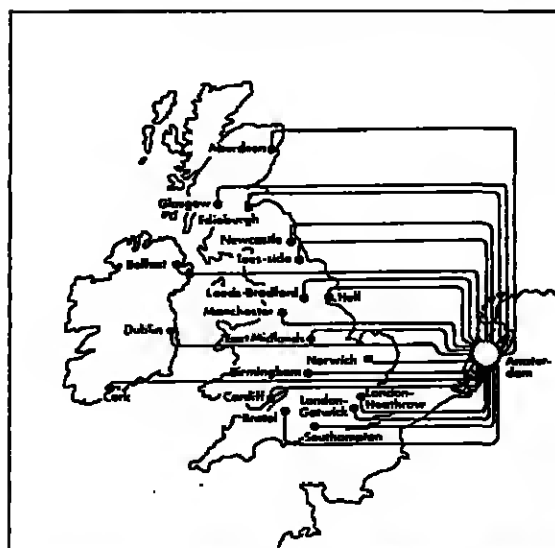 Aberdeen
Glasgow
Edinburgh
Newcastle
Tees-side
Belfast
Leeds-Bradford
Hull
Manchester
Dublin
East Midlands
Norwich
Amster-
dam
Birmingham
Cork
Cardiff
London-
Gatwick
London-
Heathrow
Bristol
Southampton